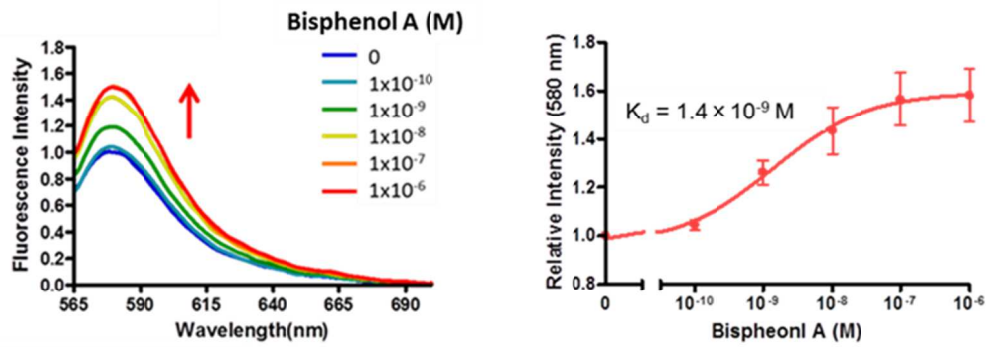 Bisphenol A (M)
0
1x10⁻¹⁰
1x10⁻⁹
1x10⁻⁸
1x10⁻⁷
1x10⁻⁶
Fluorescence Intensity
1.8
1.6
1.4
1.2
1.0
0.8
0.6
0.4
0.2
0.0
565 590 615 640 665 690
Wavelength(nm)
Relative Intensity (580 nm)
1.8
1.6
1.4
1.2
1.0
0.8
K_d = 1.4 × 10⁻⁹ M
0 10⁻¹⁰ 10⁻⁹ 10⁻⁸ 10⁻⁷ 10⁻⁶
Bispheonl A (M)